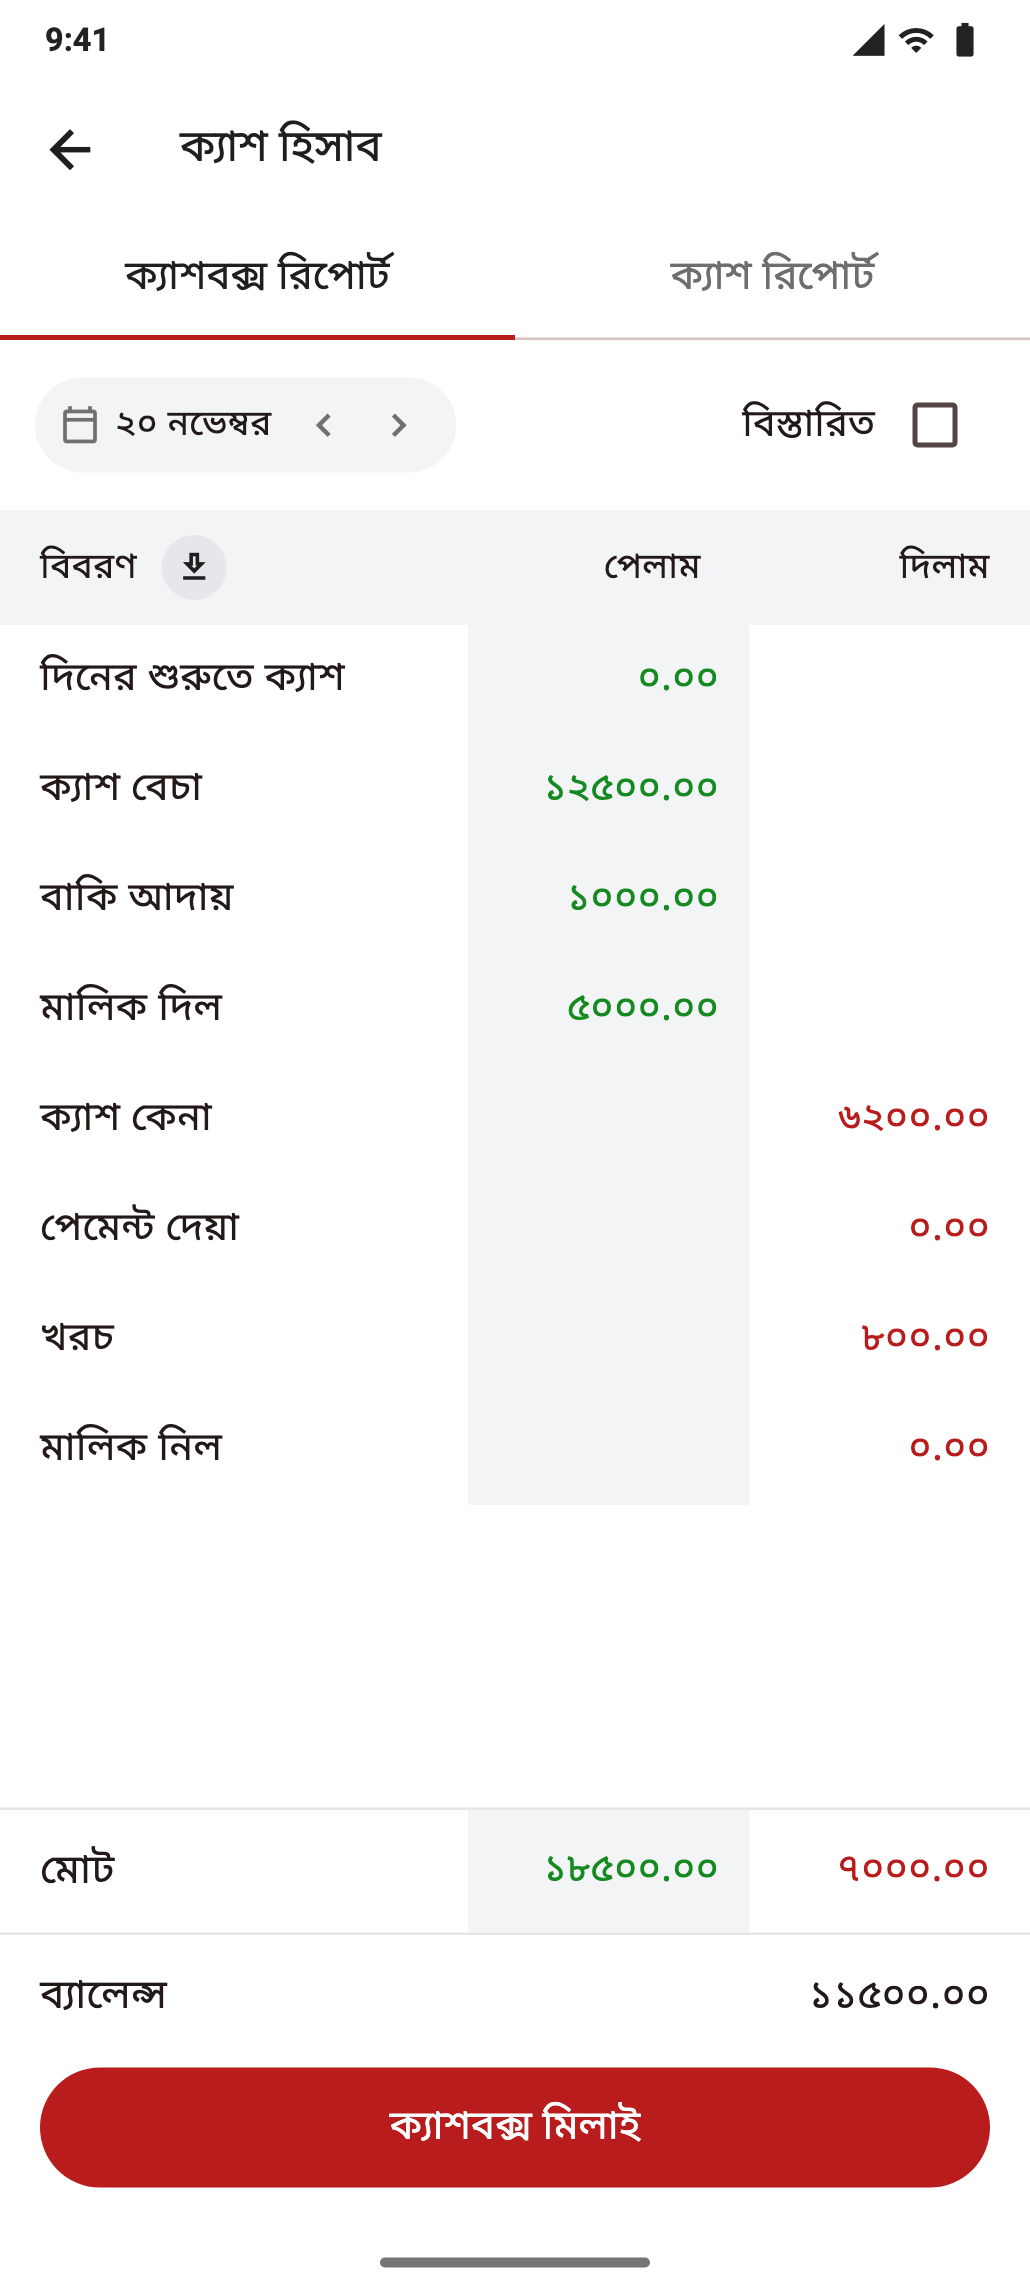 9:41
ক্যাশ হিসাব
ক্যাশবক্স রিপোর্ট ক্যাশ রিপোর্ট
২০ নভেম্বর বিস্তারিত
বিবরণ পেলাম দিলাম
দিনের শুরুতে ক্যাশ ০.০০
ক্যাশ বেচা ১২৫০০.০০
বাকি আদায় ১০০০.০০
মালিক দিল ৫০০০.০০
ক্যাশ কেনা ৬২০০.০০
পেমেন্ট দেয়া ০.০০
খরচ ৮০০.০০
মালিক নিল ০.০০
মোট ১৮৫০০.০০ ৭০০০.০০
ব্যালেন্স ১১৫০০.০০
ক্যাশবক্স মিলাই